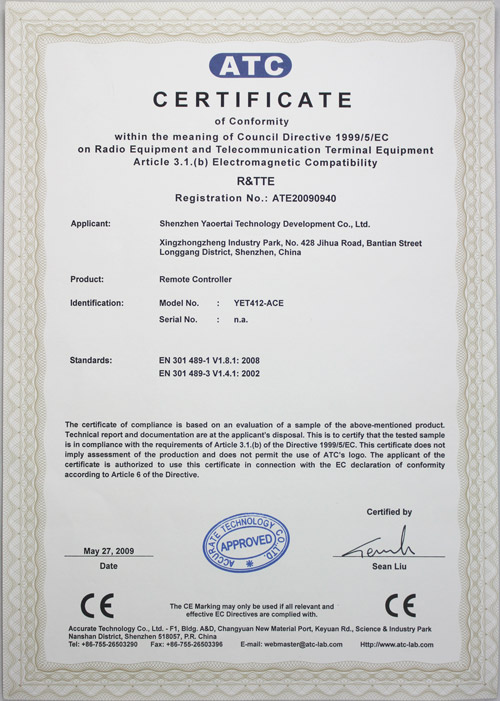 ATC
CERTIFICATE
of Conformity
within the meaning of Council Directive 1999/5/EC
on Radio Equipment and Telecommunication Terminal Equipment
Article 3.1.(b) Electromagnetic Compatibility
R&TTE
Registration No.: ATE20090940
Applicant: Shenzhen Yaoertai Technology Development Co., Ltd.
Xingzhongzheng Industry Park, No. 428 Jihua Road, Bantian Street
Longgang District, Shenzhen, China
Product: Remote Controller
Identification: Model No. : YET412-ACE
Serial No. : n.a.
Standards: EN 301 489-1 V1.8.1: 2008
EN 301 489-3 V1.4.1: 2002
The certificate of compliance is based on an evaluation of a sample of the above-mentioned product.
Technical report and documentation are at the applicant's disposal. This is to certify that the tested sample
is in compliance with the requirements of Article 3.1.(b) of the Directive 1999/5/EC. This certificate does not
imply assessment of the production and does not permit the use of ATC's logo. The applicant of the
certificate is authorized to use this certificate in connection with the EC declaration of conformity
according to Article 6 of the Directive.
Certified by
ACCURATE TECHNOLOGY CO., LTD.
APPROVED
May 27, 2009
Date
Sean Liu
CE
The CE Marking may only be used if all relevant and
effective EC Directives are complied with.
CE
Accurate Technology Co., Ltd. - F1, Bldg. A&D, Changyuan New Material Port, Keyuan Rd., Science & Industry Park
Nanshan District, Shenzhen 518057, P.R. China
Tel: +86-755-26503290 Fax: +86-755-26503396 E-mail: webmaster@atc-lab.com Http://www.atc-lab.com